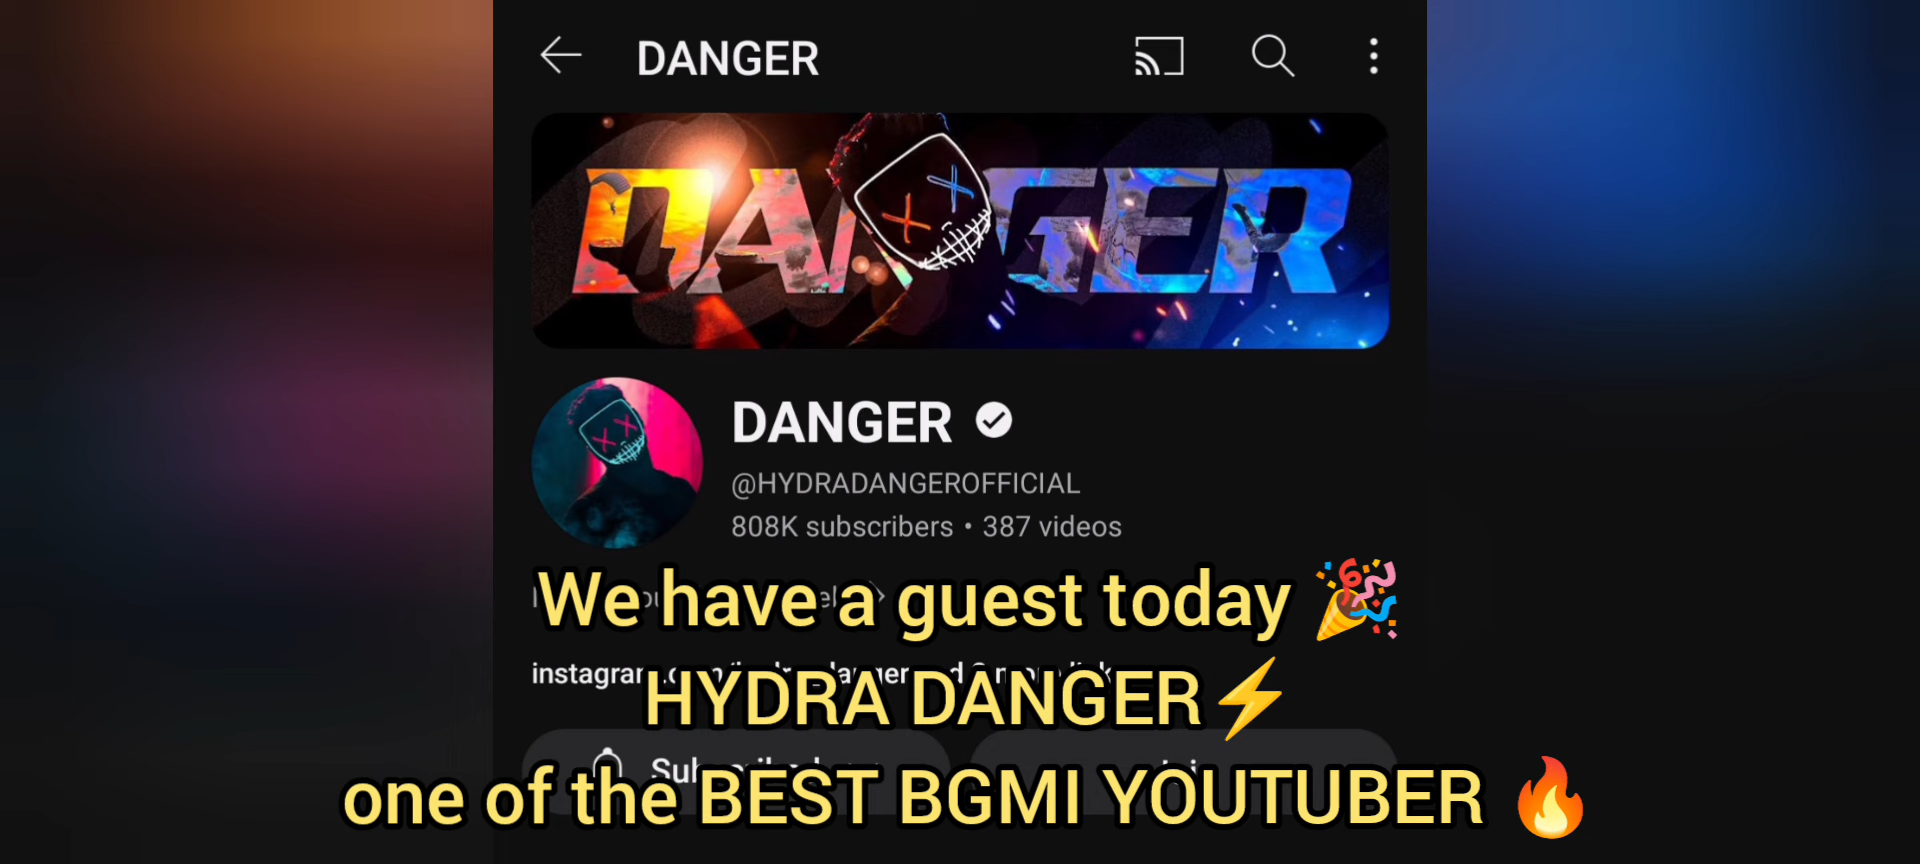 DANGER
DANGER
DANGER
@HYDRADANGEROFFICIAL
808K subscribers • 387 videos
We have a guest today 🎉
HYDRA DANGER⚡
one of the BEST BGMI YOUTUBER 🔥